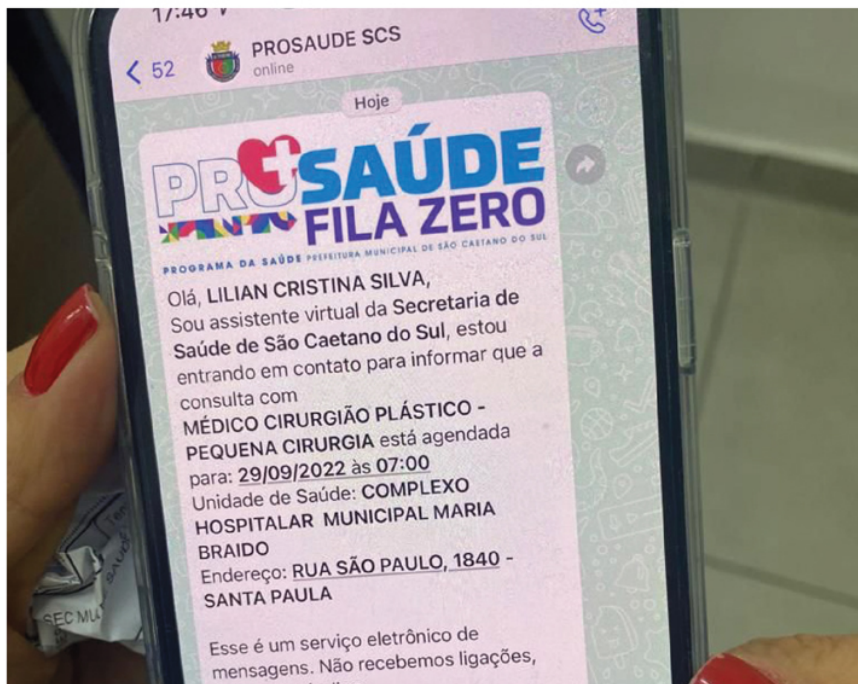 17:46
52
PROSAUDE SCS
online
Hoje
PRO SAÚDE
FILA ZERO
PROGRAMA DA SAÚDE PREFEITURA MUNICIPAL DE SÃO CAETANO DO SUL
Olá, LILIAN CRISTINA SILVA,
Sou assistente virtual da Secretaria de
Saúde de São Caetano do Sul, estou
entrando em contato para informar que a
consulta com
MÉDICO CIRURGIÃO PLÁSTICO -
PEQUENA CIRURGIA está agendada
para: 29/09/2022 às 07:00
Unidade de Saúde: COMPLEXO
HOSPITALAR MUNICIPAL MARIA
BRAIDO
Endereço: RUA SÃO PAULO, 1840 -
SANTA PAULA
Esse é um serviço eletrônico de
mensagens. Não recebemos ligações,
SAUDE
SEC